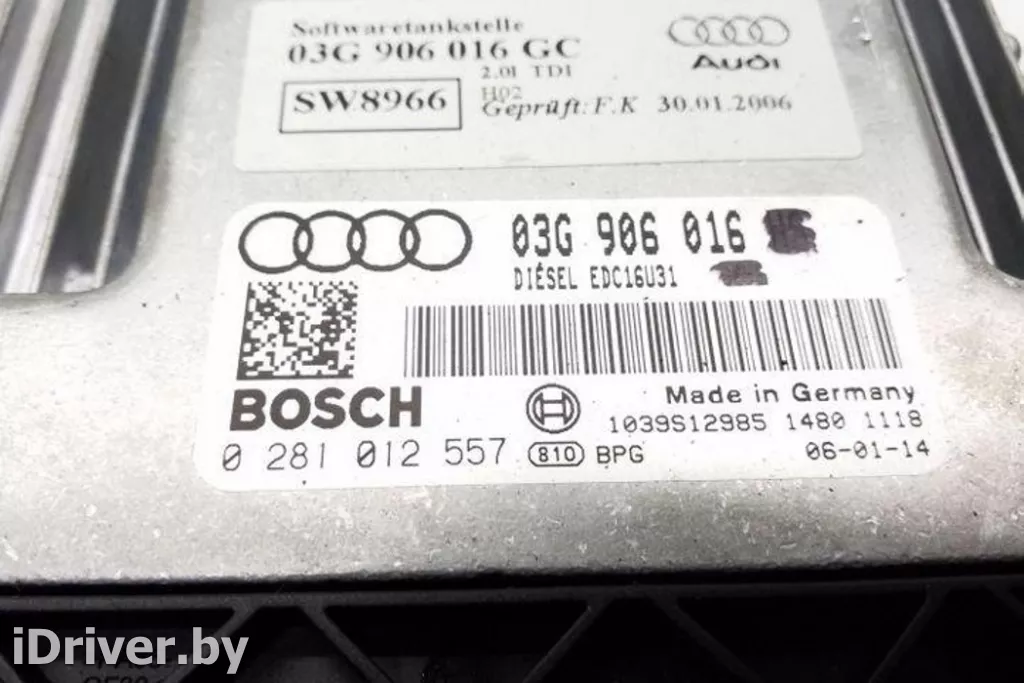 Softwaretankstelle
03G 906 016 GC
2.0l TDI
H02
SW8966
Geprüft: F.K 30.01.2006
Audi
03G 906 016
DIÉSEL EDC16U31
BOSCH
Made in Germany
1039S12985 1480 1118
0 281 012 557 810 BPG
06-01-14
iDriver.by